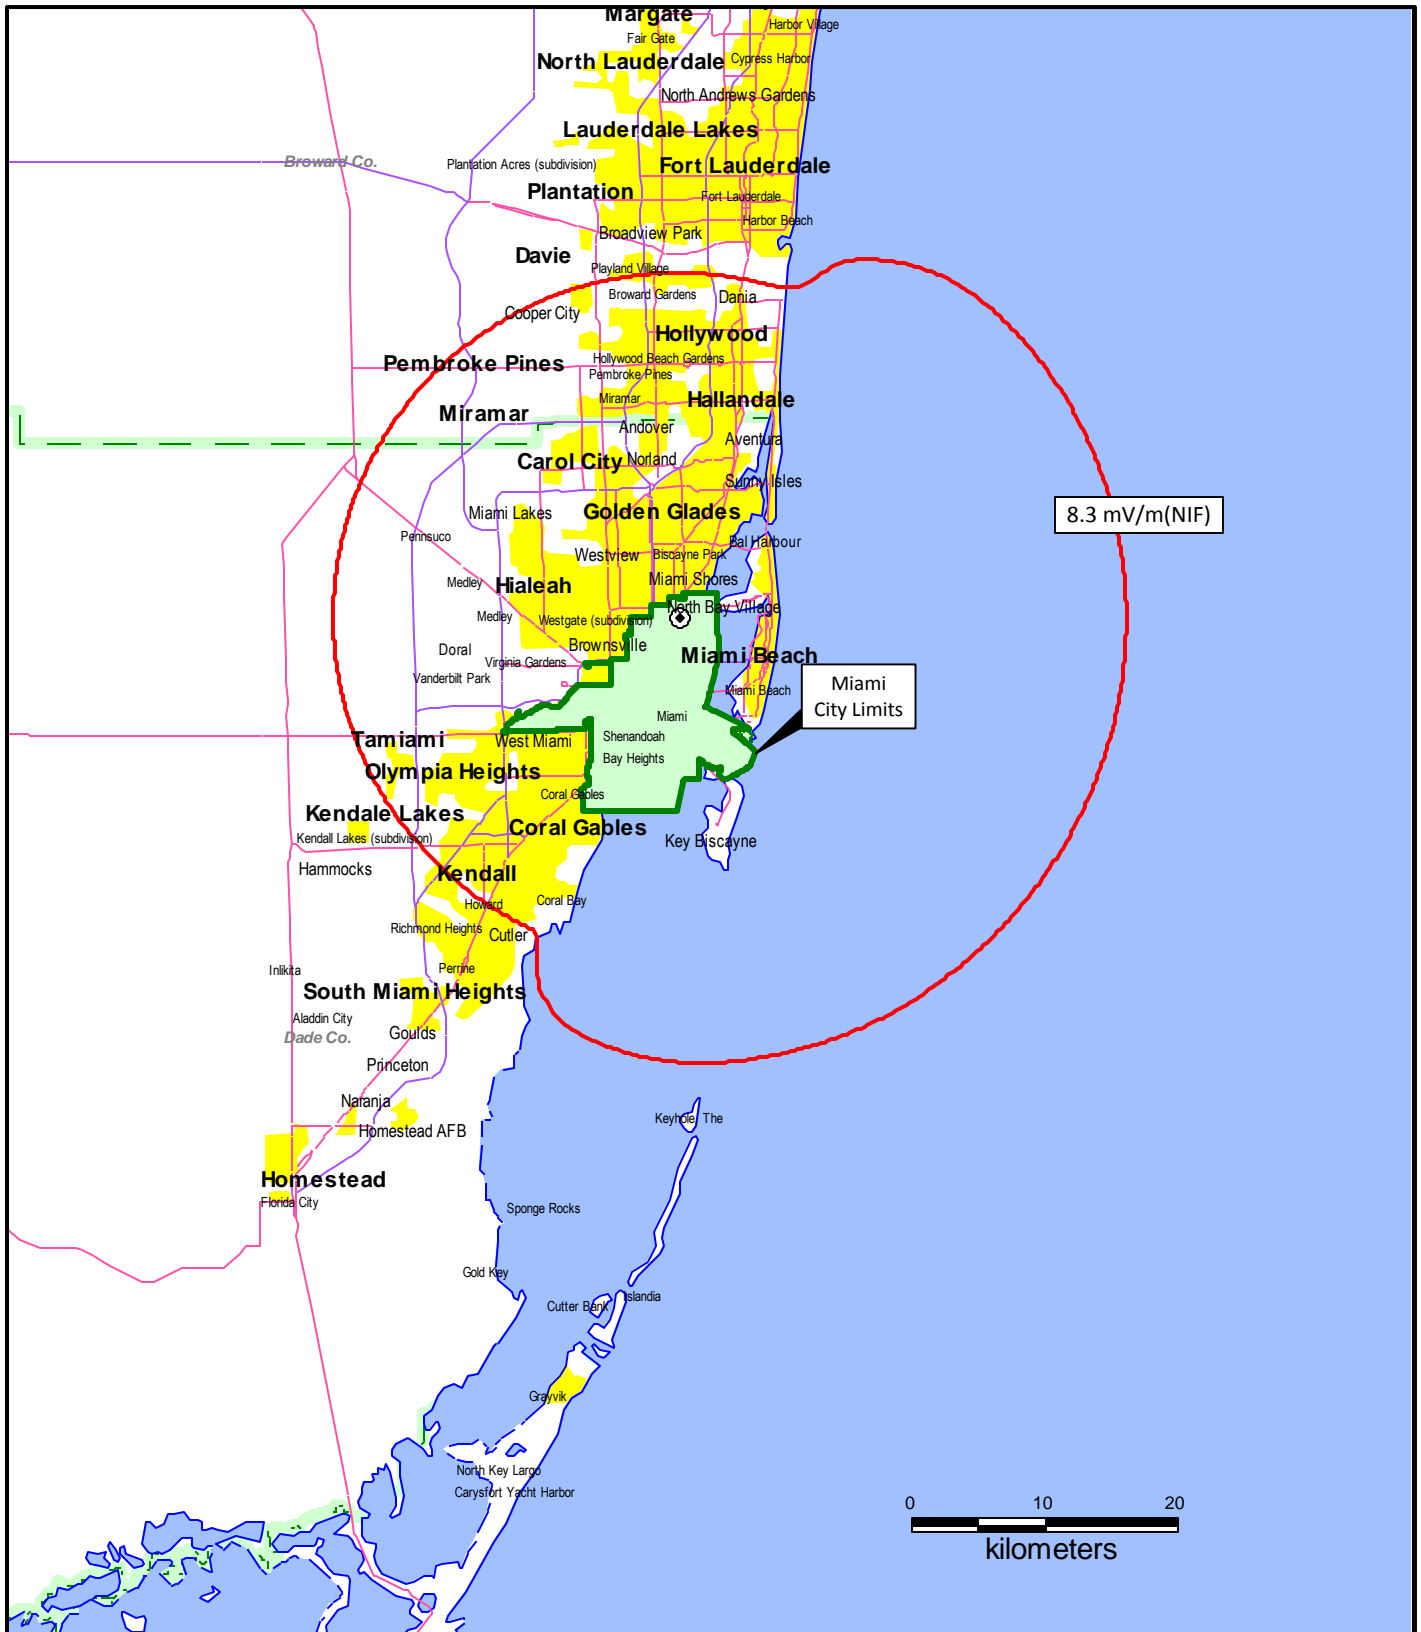 Margate
Harbor Village
Fair Gate
North Lauderdale
Cypress Harbor
North Andrews Gardens
Lauderdale Lakes
Broward Co.
Plantation Acres (subdivision)
Fort Lauderdale
Plantation
Fort Lauderdale
Harbor Beach
Broadview Park
Davie
Playland Village
Broward Gardens
Dania
Cooper City
Hollywood
Hollywood Beach Gardens
Pembroke Pines
Pembroke Pines
Miramar
Hallandale
Miramar
Andover
Aventura
Carol City
Norland
Sunny Isles
Miami Lakes
Golden Glades
8.3 mV/m(NIF)
Pennsuco
Bal Harbour
Westview
Biscayne Park
Medley
Hialeah
Miami Shores
North Bay Village
Medley
Westgate (subdivision)
Brownsville
Doral
Miami Beach
Virginia Gardens
Vanderbilt Park
Miami Beach
Miami
City Limits
Miami
Tamiami
West Miami
Shenandoah
Bay Heights
Olympia Heights
Coral Gables
Kendale Lakes
Coral Gables
Kendall Lakes (subdivision)
Key Biscayne
Hammocks
Kendall
Howard
Coral Bay
Richmond Heights
Cutler
Inlikita
Perrine
South Miami Heights
Aladdin City
Dade Co.
Goulds
Princeton
Naranja
Keyhole, The
Homestead AFB
Homestead
Florida City
Sponge Rocks
Gold Key
Islandia
Cutter Bank
Grayvik
North Key Largo
Carysfort Yacht Harbor
0 10 20
kilometers